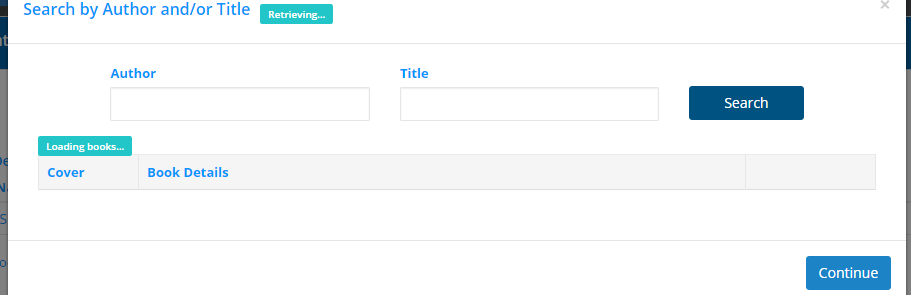 Search by Author and/or Title Retrieving...
×
Author Title
Search
Loading books...
Cover Book Details
Continue